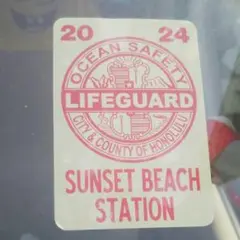 20 24
OCEAN SAFETY
LIFEGUARD
CITY & COUNTY OF HONOLULU
SUNSET BEACH
STATION